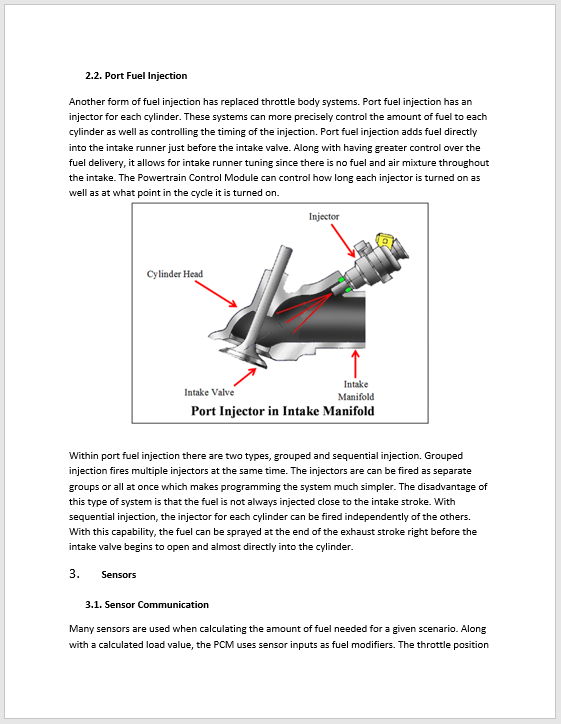 2.2. Port Fuel Injection
Another form of fuel injection has replaced throttle body systems. Port fuel injection has an
injector for each cylinder. These systems can more precisely control the amount of fuel to each
cylinder as well as controlling the timing of the injection. Port fuel injection adds fuel directly
into the intake runner just before the intake valve. Along with having greater control over the
fuel delivery, it allows for intake runner tuning since there is no fuel and air mixture throughout
the intake. The Powertrain Control Module can control how long each injector is turned on as
well as at what point in the cycle it is turned on.
Injector
Cylinder Head
Intake Valve
Intake
Manifold
Port Injector in Intake Manifold
Within port fuel injection there are two types, grouped and sequential injection. Grouped
injection fires multiple injectors at the same time. The injectors are can be fired as separate
groups or all at once which makes programming the system much simpler. The disadvantage of
this type of system is that the fuel is not always injected close to the intake stroke. With
sequential injection, the injector for each cylinder can be fired independently of the others.
With this capability, the fuel can be sprayed at the end of the exhaust stroke right before the
intake valve begins to open and almost directly into the cylinder.
3. Sensors
3.1. Sensor Communication
Many sensors are used when calculating the amount of fuel needed for a given scenario. Along
with a calculated load value, the PCM uses sensor inputs as fuel modifiers. The throttle position